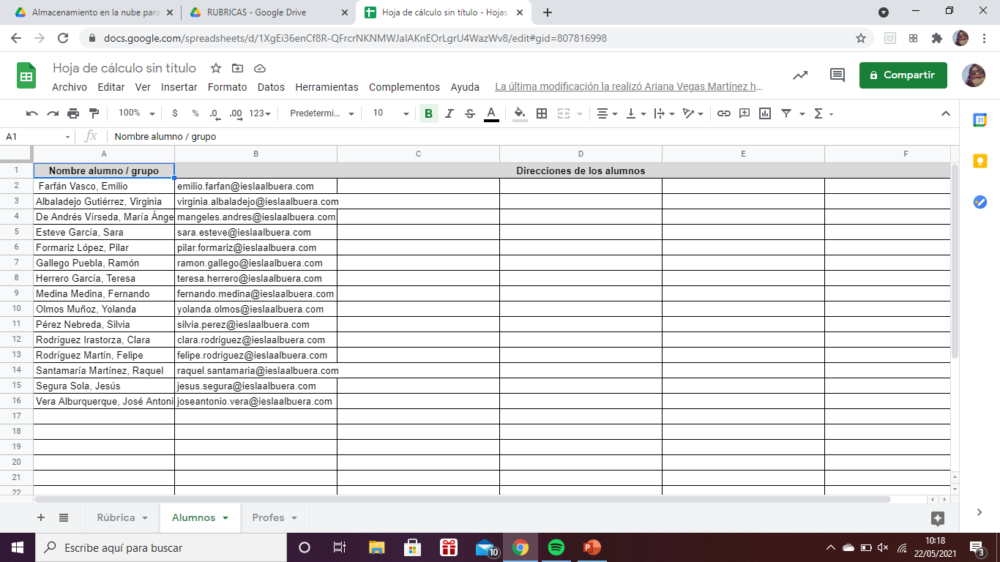 Almacenamiento en la nube para
RUBRICAS - Google Drive
Hoja de cálculo sin título - Hojas
docs.google.com/spreadsheets/d/1XgEi36enCf8R-QFrcrNKNMWJaIAKnEOrLgrU4WazWv8/edit#gid=807816998
Hoja de cálculo sin título
Archivo Editar Ver Insertar Formato Datos Herramientas Complementos Ayuda La última modificación la realizó Ariana Vegas Martínez h...
Compartir
100% $ % .0 .00 123 Predetermi... 10 B I S A
A1 fx Nombre alumno / grupo
A B C D E F
1 Nombre alumno / grupo Direcciones de los alumnos
2 Farfán Vasco, Emilio emilio.farfan@ieslaalbuera.com
3 Albaladejo Gutiérrez, Virginia virginia.albaladejo@ieslaalbuera.com
4 De Andrés Vírseda, María Ánge mangeles.andres@ieslaalbuera.com
5 Esteve García, Sara sara.esteve@ieslaalbuera.com
6 Formariz López, Pilar pilar.formariz@ieslaalbuera.com
7 Gallego Puebla, Ramón ramon.gallego@ieslaalbuera.com
8 Herrero García, Teresa teresa.herrero@ieslaalbuera.com
9 Medina Medina, Fernando fernando.medina@ieslaalbuera.com
10 Olmos Muñoz, Yolanda yolanda.olmos@ieslaalbuera.com
11 Pérez Nebreda, Silvia silvia.perez@ieslaalbuera.com
12 Rodríguez Irastorza, Clara clara.rodriguez@ieslaalbuera.com
13 Rodríguez Martín, Felipe felipe.rodriguez@ieslaalbuera.com
14 Santamaría Martínez, Raquel raquel.santamaria@ieslaalbuera.com
15 Segura Sola, Jesús jesus.segura@ieslaalbuera.com
16 Vera Alburquerque, José Antoni joseantonio.vera@ieslaalbuera.com
17
18
19
20
21
22
Rúbrica Alumnos Profes
31
Escribe aquí para buscar
10
P
10:18
22/05/2021
3